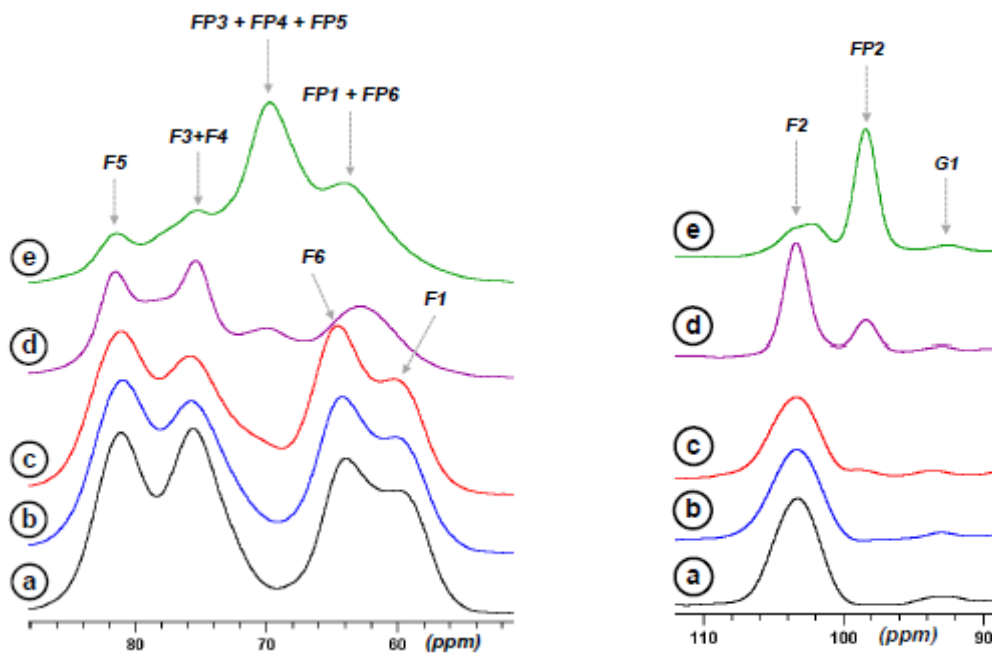 FP3 + FP4 + FP5
FP1 + FP6
F3+F4
F5
F6
F1
e
d
c
b
a
80
70
60
(ppm)
FP2
F2
G1
e
d
c
b
a
110
100
(ppm)
90